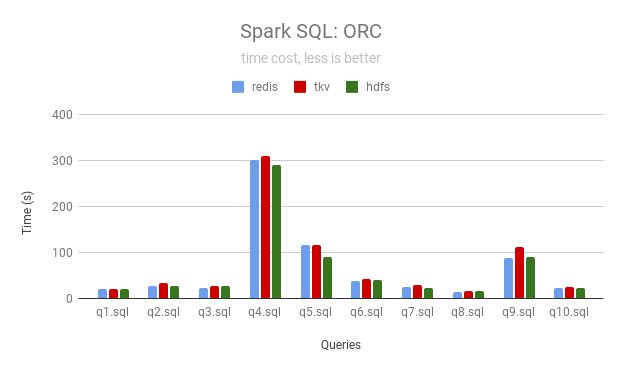 Spark SQL: ORC
time cost, less is better
redis tkv hdfs
400
300
200
100
0
Time (s)
q1.sql q2.sql q3.sql q4.sql q5.sql q6.sql q7.sql q8.sql q9.sql q10.sql
Queries